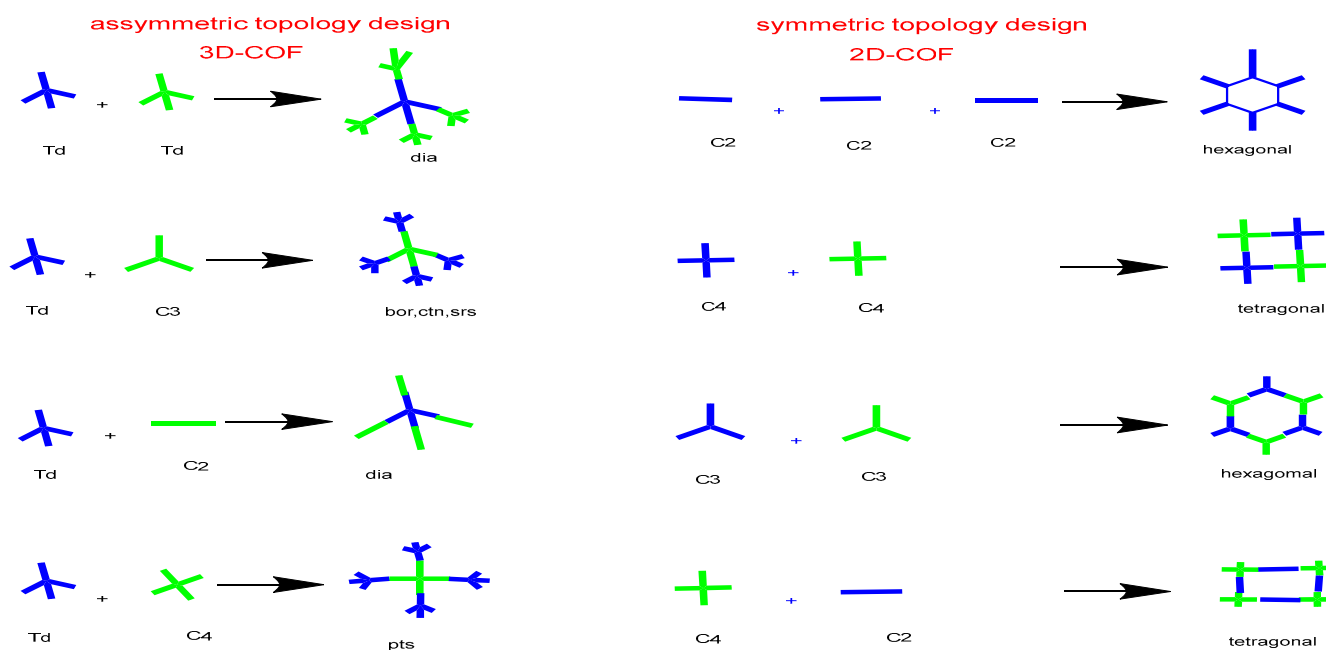 assymmetric topology design
3D-COF
+
Td
Td
dia
+
Td
C3
bor,ctn,srs
+
Td
C2
dia
+
Td
C4
pts
symmetric topology design
2D-COF
+
+
C2
C2
C2
hexagonal
+
C4
C4
tetragonal
+
C3
C3
hexagomal
+
C4
C2
tetragonal